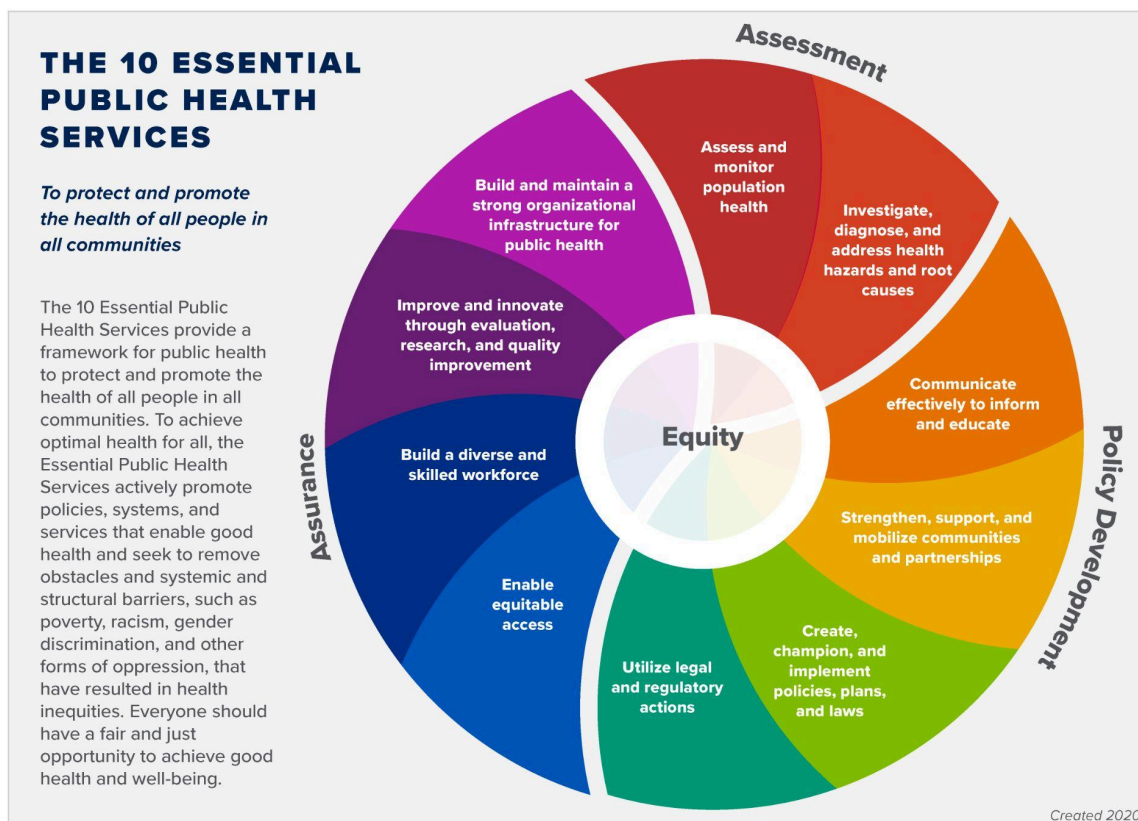 THE 10 ESSENTIAL
PUBLIC HEALTH
SERVICES
To protect and promote
the health of all people in
all communities
The 10 Essential Public
Health Services provide a
framework for public health
to protect and promote the
health of all people in all
communities. To achieve
optimal health for all, the
Essential Public Health
Services actively promote
policies, systems, and
services that enable good
health and seek to remove
obstacles and systemic and
structural barriers, such as
poverty, racism, gender
discrimination, and other
forms of oppression, that
have resulted in health
inequities. Everyone should
have a fair and just
opportunity to achieve good
health and well-being.
Assessment
Assess and
monitor
population
health
Investigate,
diagnose, and
address health
hazards and root
causes
Policy Development
Communicate
effectively to inform
and educate
Strengthen, support, and
mobilize communities
and partnerships
Create,
champion, and
implement
policies, plans,
and laws
Utilize legal
and regulatory
actions
Assurance
Enable
equitable
access
Build a diverse and
skilled workforce
Improve and innovate
through evaluation,
research, and quality
improvement
Build and maintain a
strong organizational
infrastructure for
public health
Equity
Created 2020